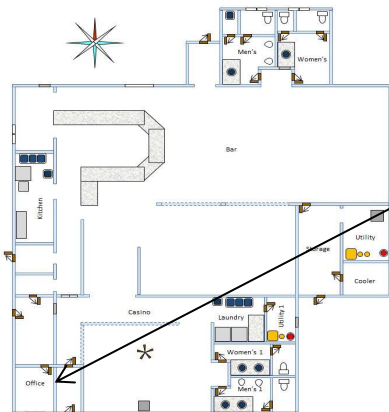 Men's
Women's
Bar
Kitchen
Storage
Utility
Cooler
Casino
Laundry
Utility 1
Women's 1
Office
Men's 1